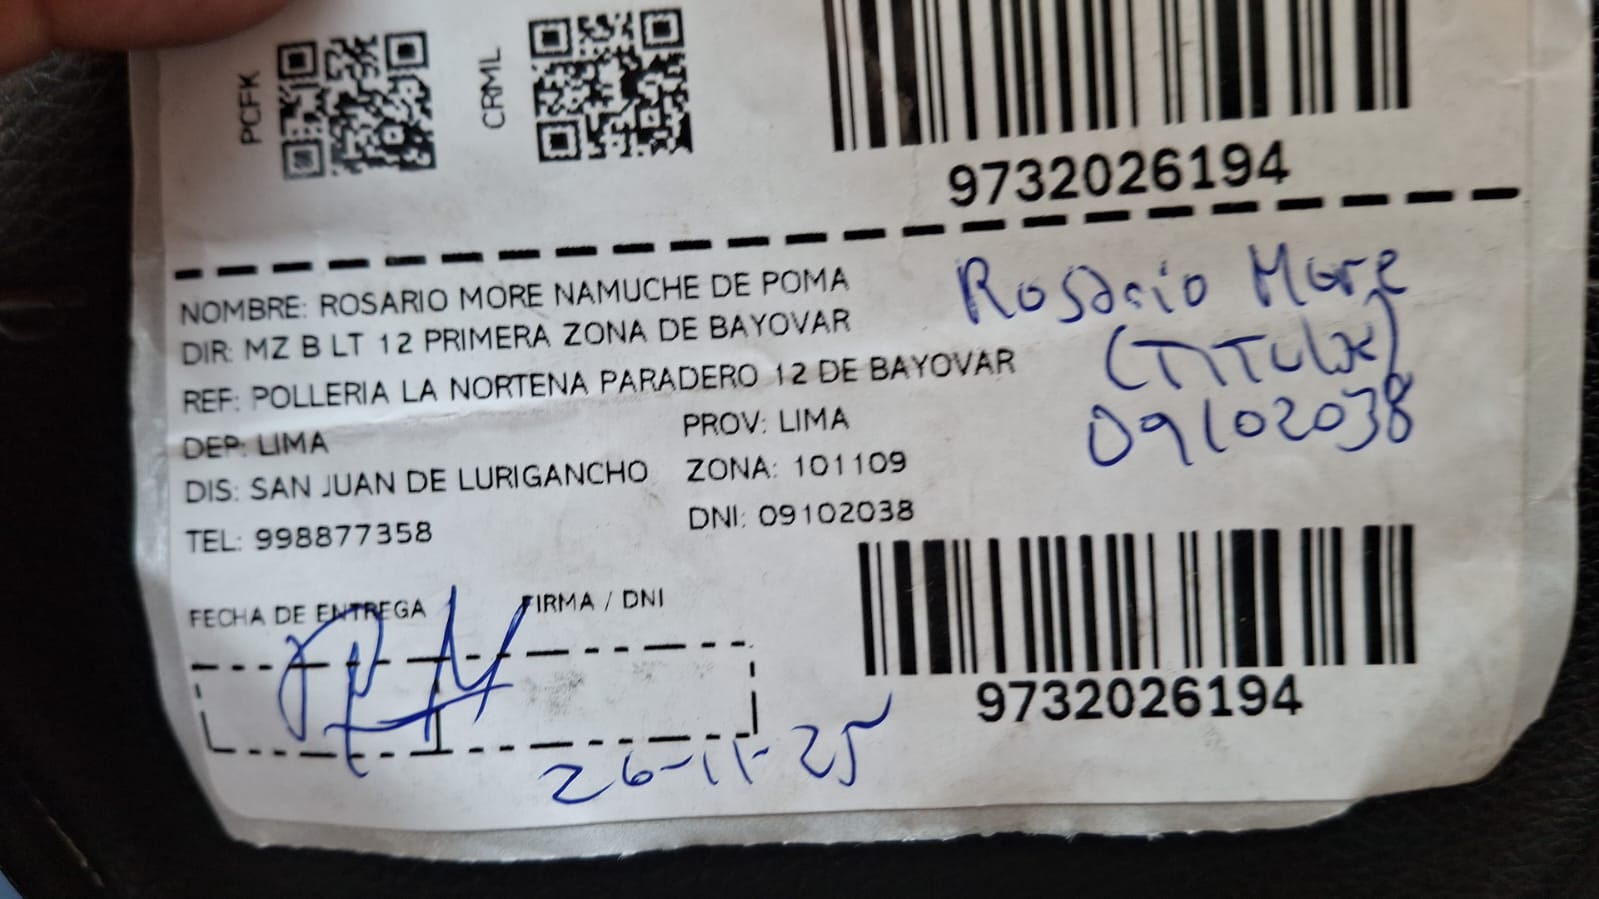 PCFK
CRML
9732026194
NOMBRE: ROSARIO MORE NAMUCHE DE POMA
DIR: MZ B LT 12 PRIMERA ZONA DE BAYOVAR
REF: POLLERIA LA NORTENA PARADERO 12 DE BAYOVAR
DEP: LIMA PROV: LIMA
DIS: SAN JUAN DE LURIGANCHO ZONA: 101109
TEL: 998877358 DNI: 09102038
Rosario More
(TITULAR)
09102038
FECHA DE ENTREGA FIRMA / DNI
26-11-25
9732026194